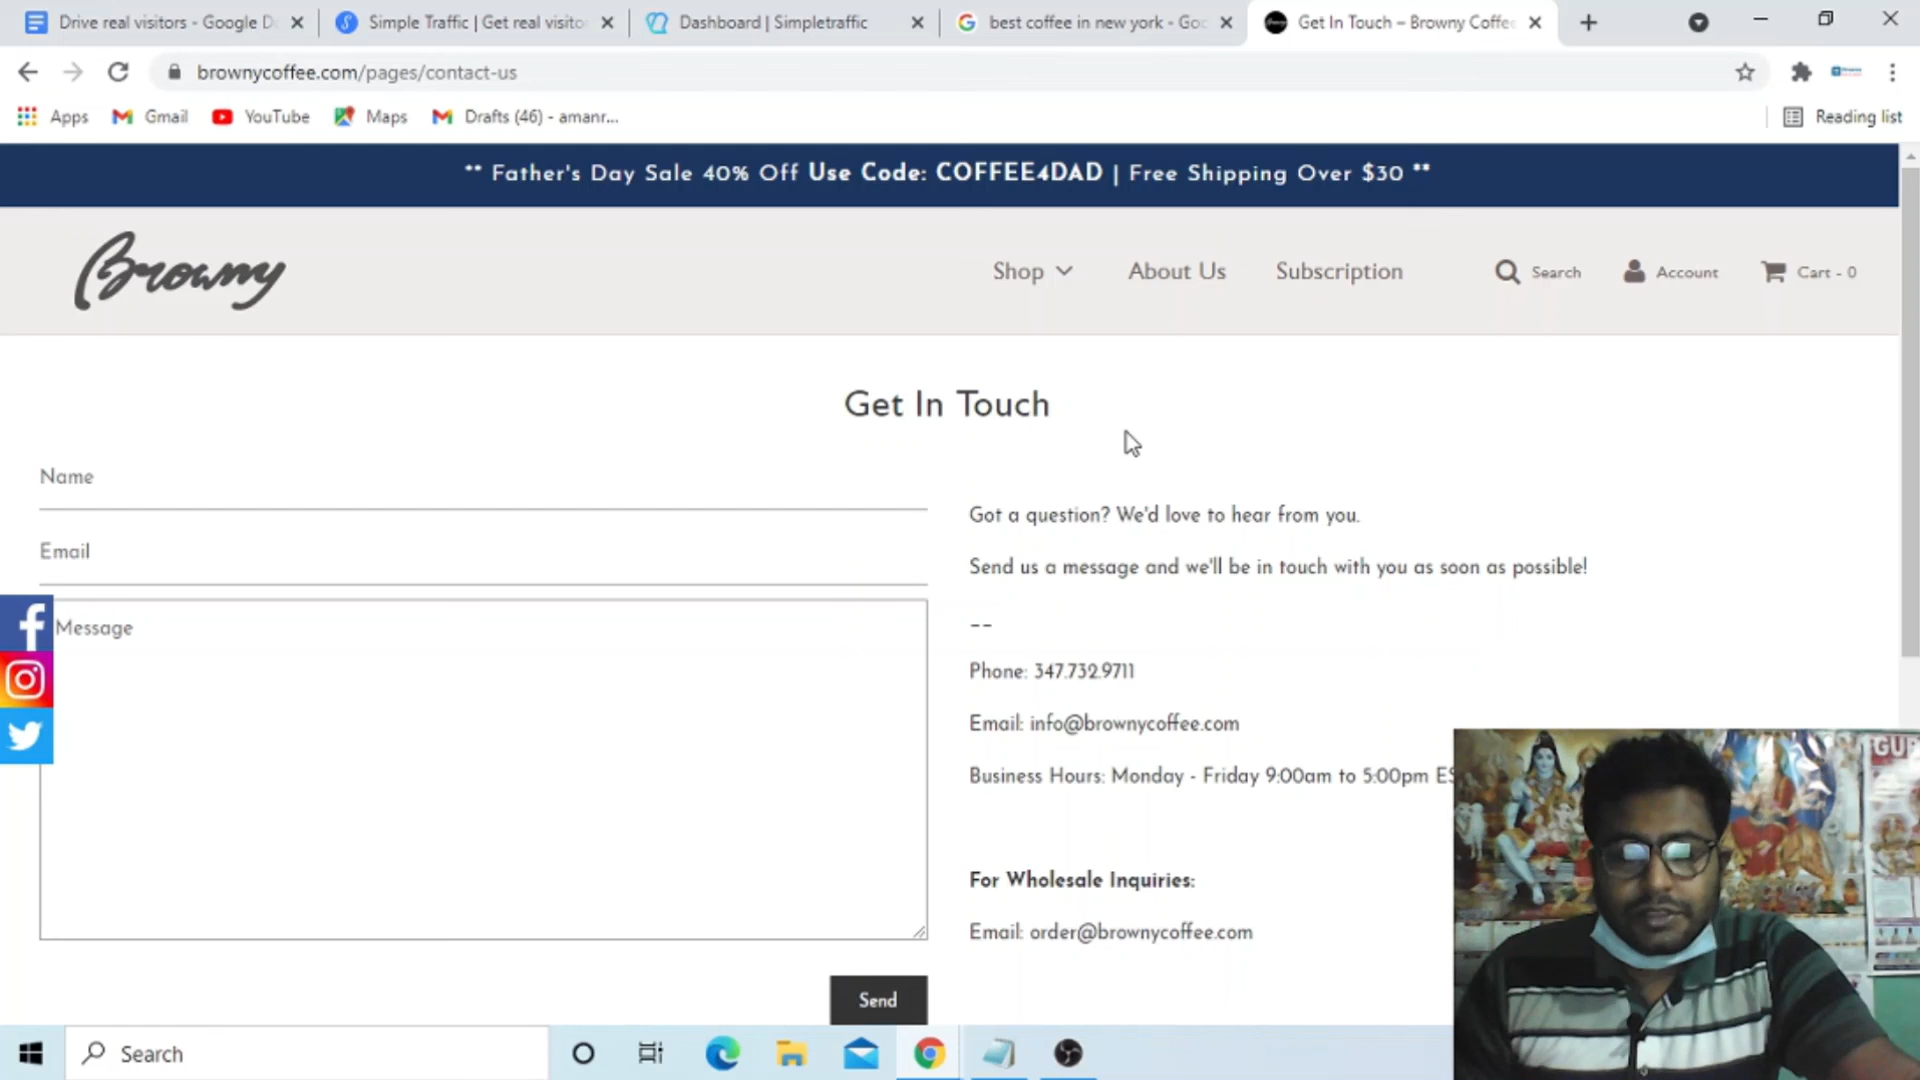 Drive real visitors - Google D
Simple Traffic | Get real visito
Dashboard | Simpletraffic
best coffee in new york - Goo
Get In Touch – Browny Coffee
brownycoffee.com/pages/contact-us
Apps
Gmail
YouTube
Maps
Drafts (46) - amanr...
Reading list
** Father's Day Sale 40% Off Use Code: COFFEE4DAD | Free Shipping Over $30 **
Browny
Shop
About Us
Subscription
Search
Account
Cart - 0
Get In Touch
Name
Email
Message
Send
Got a question? We'd love to hear from you.
Send us a message and we'll be in touch with you as soon as possible!
--
Phone: 347.732.9711
Email: info@brownycoffee.com
Business Hours: Monday - Friday 9:00am to 5:00pm ES
For Wholesale Inquiries:
Email: order@brownycoffee.com
GUR
Search